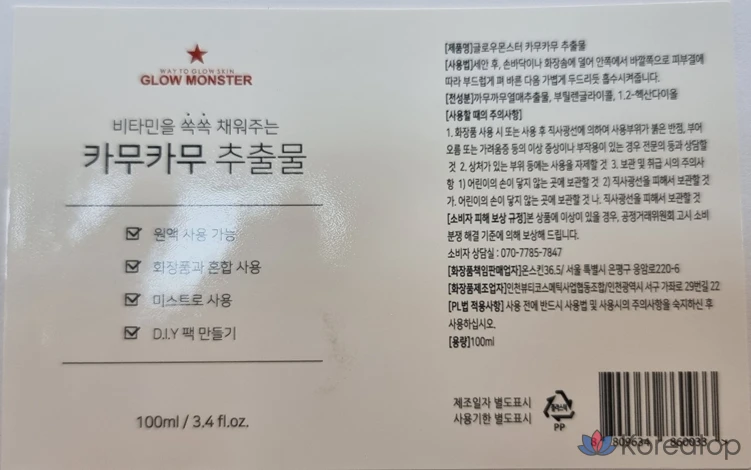 WAY TO GLOW SKIN
GLOW MONSTER
비타민을 쏙쏙 채워주는
카무카무 추출물
원액 사용 가능
화장품과 혼합 사용
미스트로 사용
D.I.Y 팩 만들기
100ml / 3.4 fl.oz.
[제품명]글로우몬스터 카무카무 추출물
[사용법]세안 후, 손바닥이나 화장솜에 덜어 안쪽에서 바깥쪽으로 피부결에
따라 부드럽게 펴 바른 다음 가볍게 두드리듯 흡수시켜줍니다.
[전성분]까무까무열매추출물, 부틸렌글라이콜, 1.2-헥산다이올
[사용할 때의 주의사항]
1. 화장품 사용 시 또는 사용 후 직사광선에 의하여 사용부위가 붉은 반점, 부어
오름 또는 가려움증 등의 이상 증상이나 부작용이 있는 경우 전문의 등과 상담할
것 2. 상처가 있는 부위 등에는 사용을 자제할 것 3. 보관 및 취급 시의 주의사
항 1) 어린이의 손이 닿지 않는 곳에 보관할 것 2) 직사광선을 피해서 보관할 것
가. 어린이의 손이 닿지 않는 곳에 보관할 것 나. 직사광선을 피해서 보관할 것
[소비자 피해 보상 규정]본 상품에 이상이 있을 경우, 공정거래위원회 고시 소비
분쟁 해결 기준에 의해 보상해 드립니다.
소비자 상담실 : 070-7785-7847
[화장품책임판매업자]온스킨36.5/ 서울 특별시 은평구 응암로220-6
[화장품제조업자]인천뷰티코스메틱사업협동조합/인천광역시 서구 가좌로 29번길 22
[PL법 적용사항] 사용 전에 반드시 사용법 및 사용시의 주의사항을 숙지하신 후
사용하십시오.
[용량]100ml
제조일자 별도표시
사용기한 별도표시
PP
809634 860033 >
Koreatop